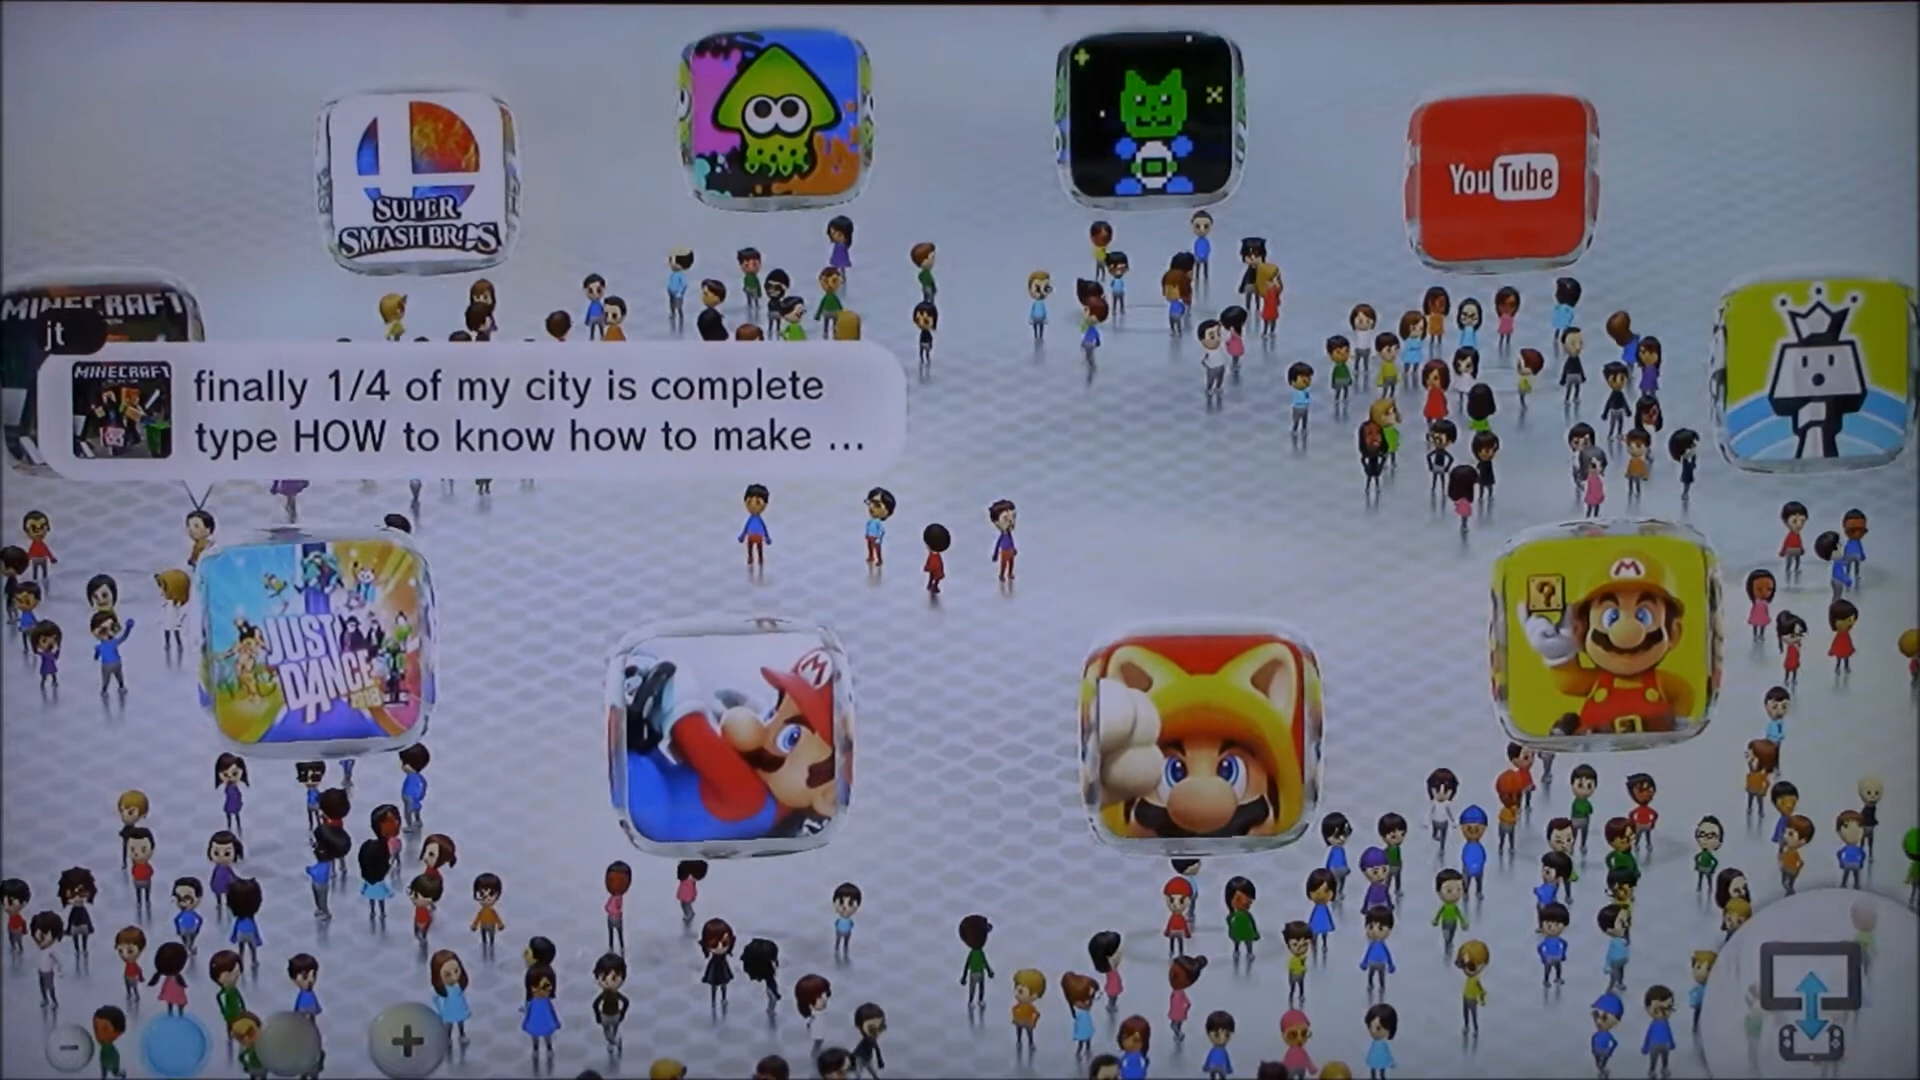 SUPER
SMASH BROS
YouTube
MINECRAFT
jt
MINECRAFT
finally 1/4 of my city is complete
type HOW to know how to make ...
JUST
DANCE
2018
M
M
?
M